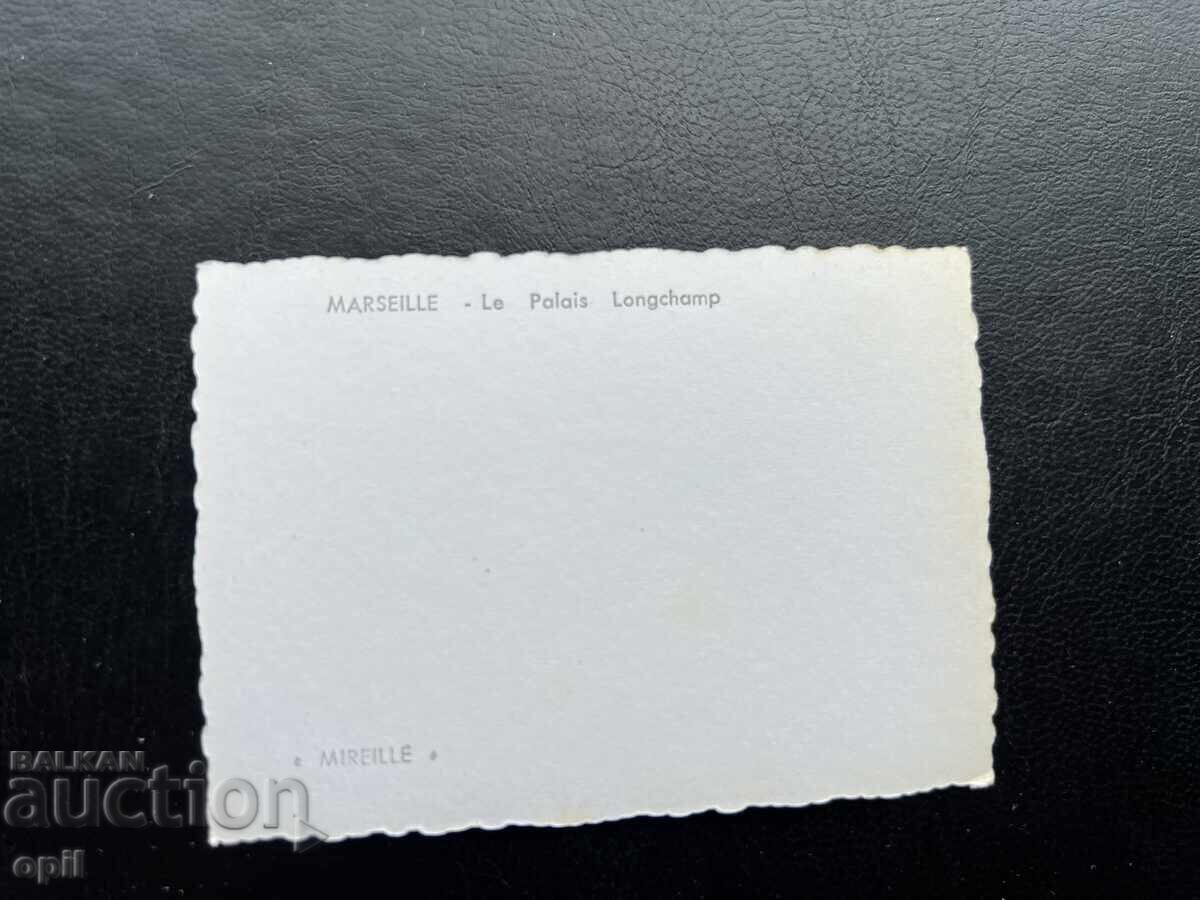 MARSEILLE - Le Palais Longchamp
« MIREILLE »
BALKAN
auction
opil